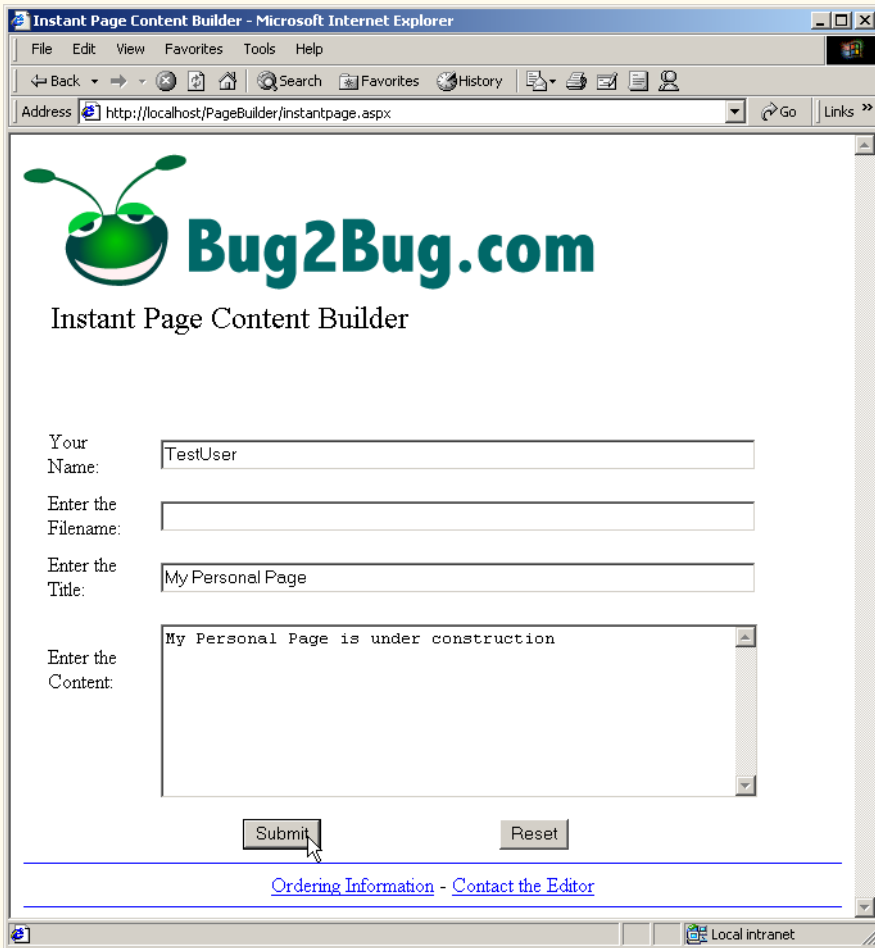 Instant Page Content Builder - Microsoft Internet Explorer
File Edit View Favorites Tools Help
Back Search Favorites History
Address http://localhost/PageBuilder/instantpage.aspx Go Links »
Bug2Bug.com
Instant Page Content Builder
Your
Name:
TestUser
Enter the
Filename:
Enter the
Title:
My Personal Page
Enter the
Content:
My Personal Page is under construction
Submit Reset
Ordering Information - Contact the Editor
Local intranet